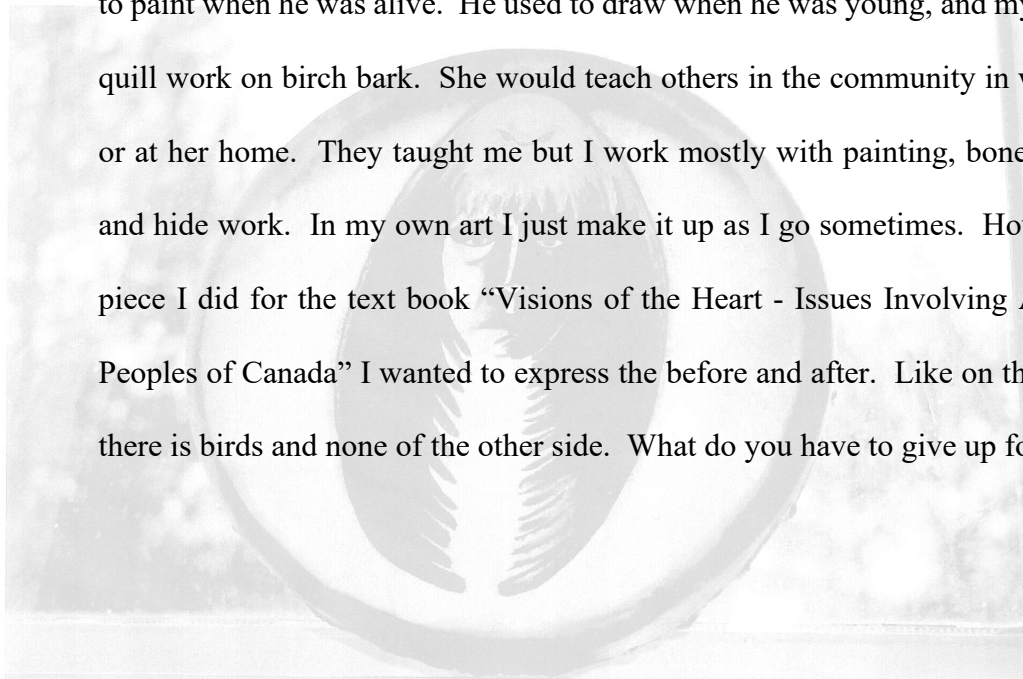 to paint when he was alive.  He used to draw when he was young, and my
quill work on birch bark.  She would teach others in the community in
or at her home.  They taught me but I work mostly with painting, bone
and hide work.  In my own art I just make it up as I go sometimes.
piece I did for the text book “Visions of the Heart - Issues Involving
Peoples of Canada” I wanted to express the before and after.  Like on
there is birds and none of the other side.  What do you have to give up